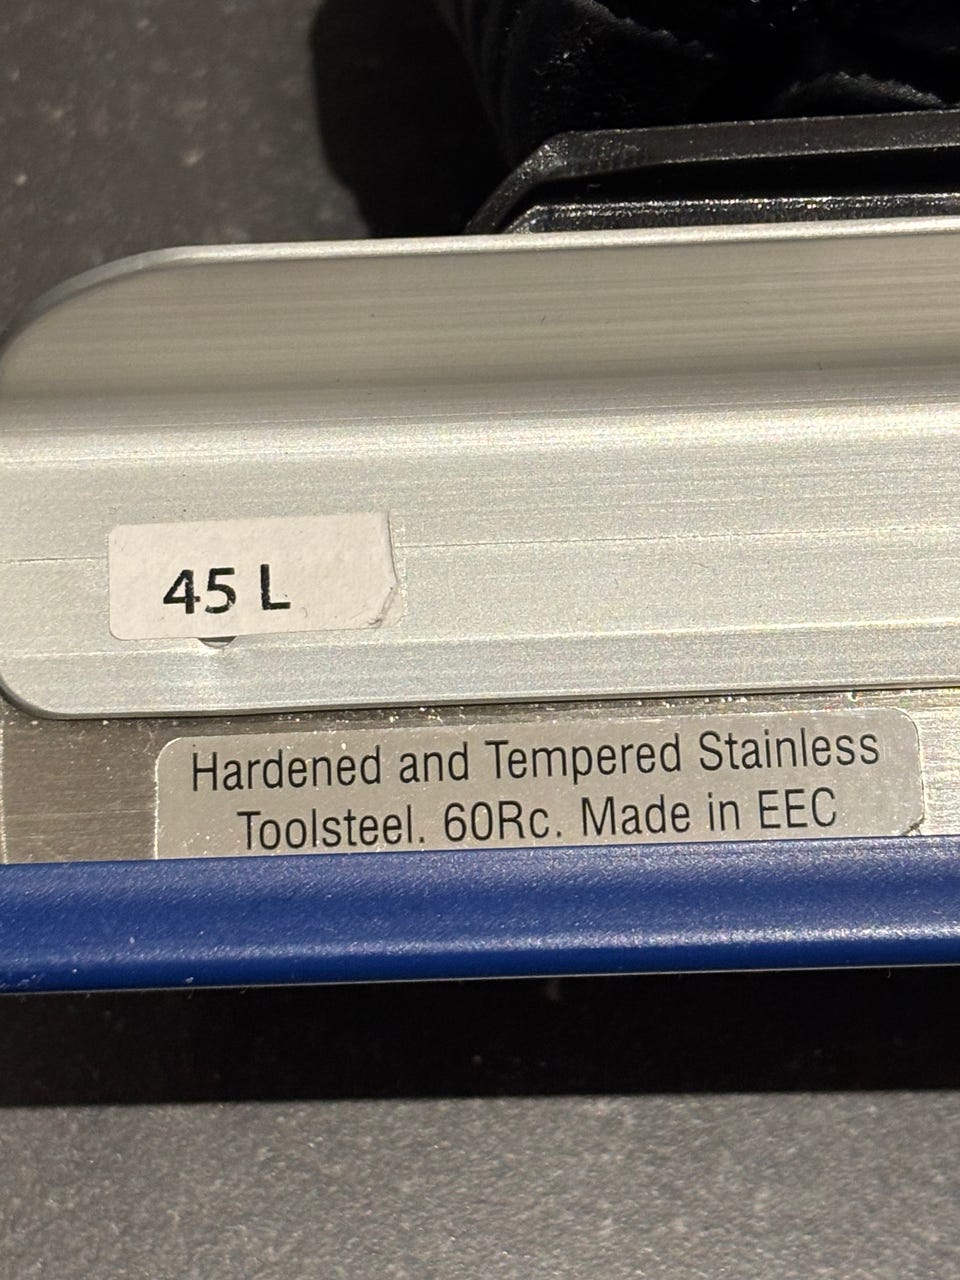 45 L
Hardened and Tempered Stainless
Toolsteel. 60Rc. Made in EEC